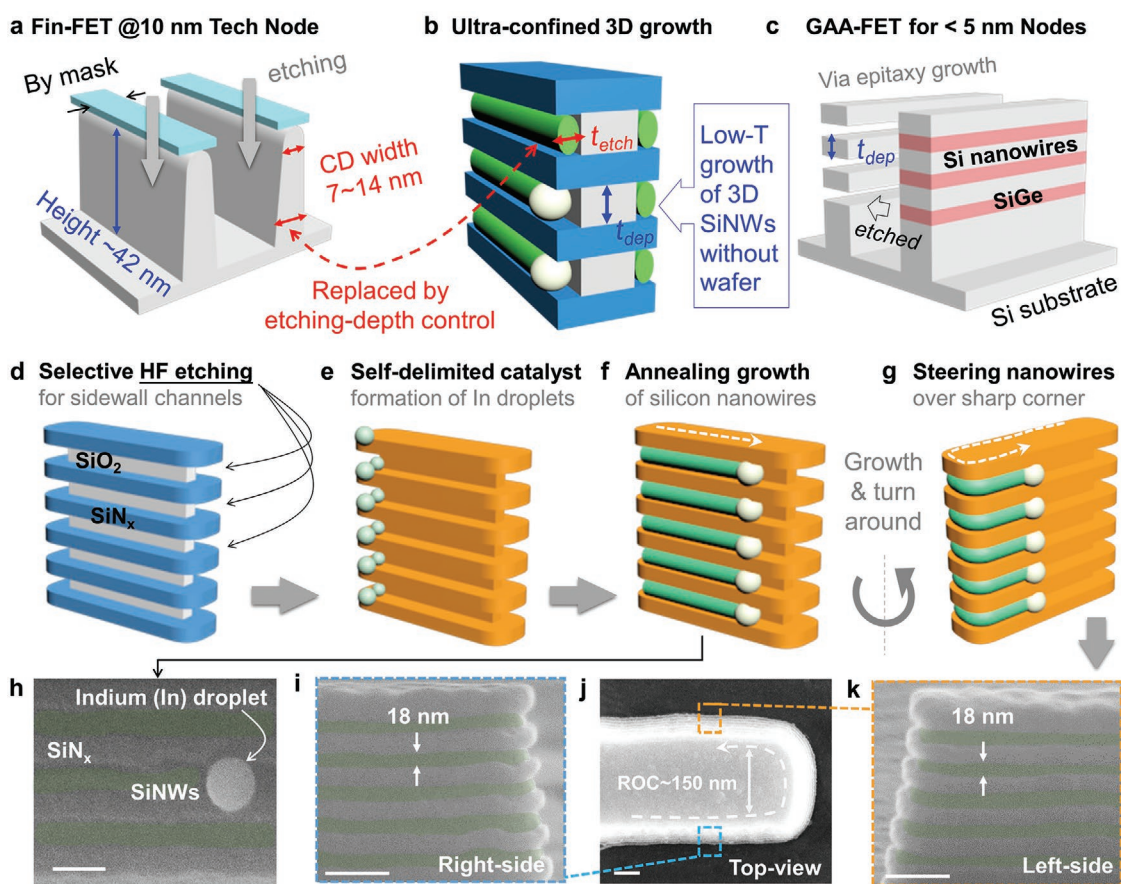 a Fin-FET @10 nm Tech Node
By mask
etching
CD width
7~14 nm
Height ~42 nm
Replaced by
etching-depth control
b Ultra-confined 3D growth
t_etch
t_dep
Low-T
growth
of 3D
SiNWs
without
wafer
c GAA-FET for < 5 nm Nodes
Via epitaxy growth
t_dep
Si nanowires
SiGe
etched
Si substrate
d Selective HF etching
for sidewall channels
SiO₂
SiNₓ
e Self-delimited catalyst
formation of In droplets
f Annealing growth
of silicon nanowires
Growth
& turn
around
g Steering nanowires
over sharp corner
h
Indium (In) droplet
SiNₓ
SiNWs
i
18 nm
Right-side
j
ROC~150 nm
Top-view
k
18 nm
Left-side